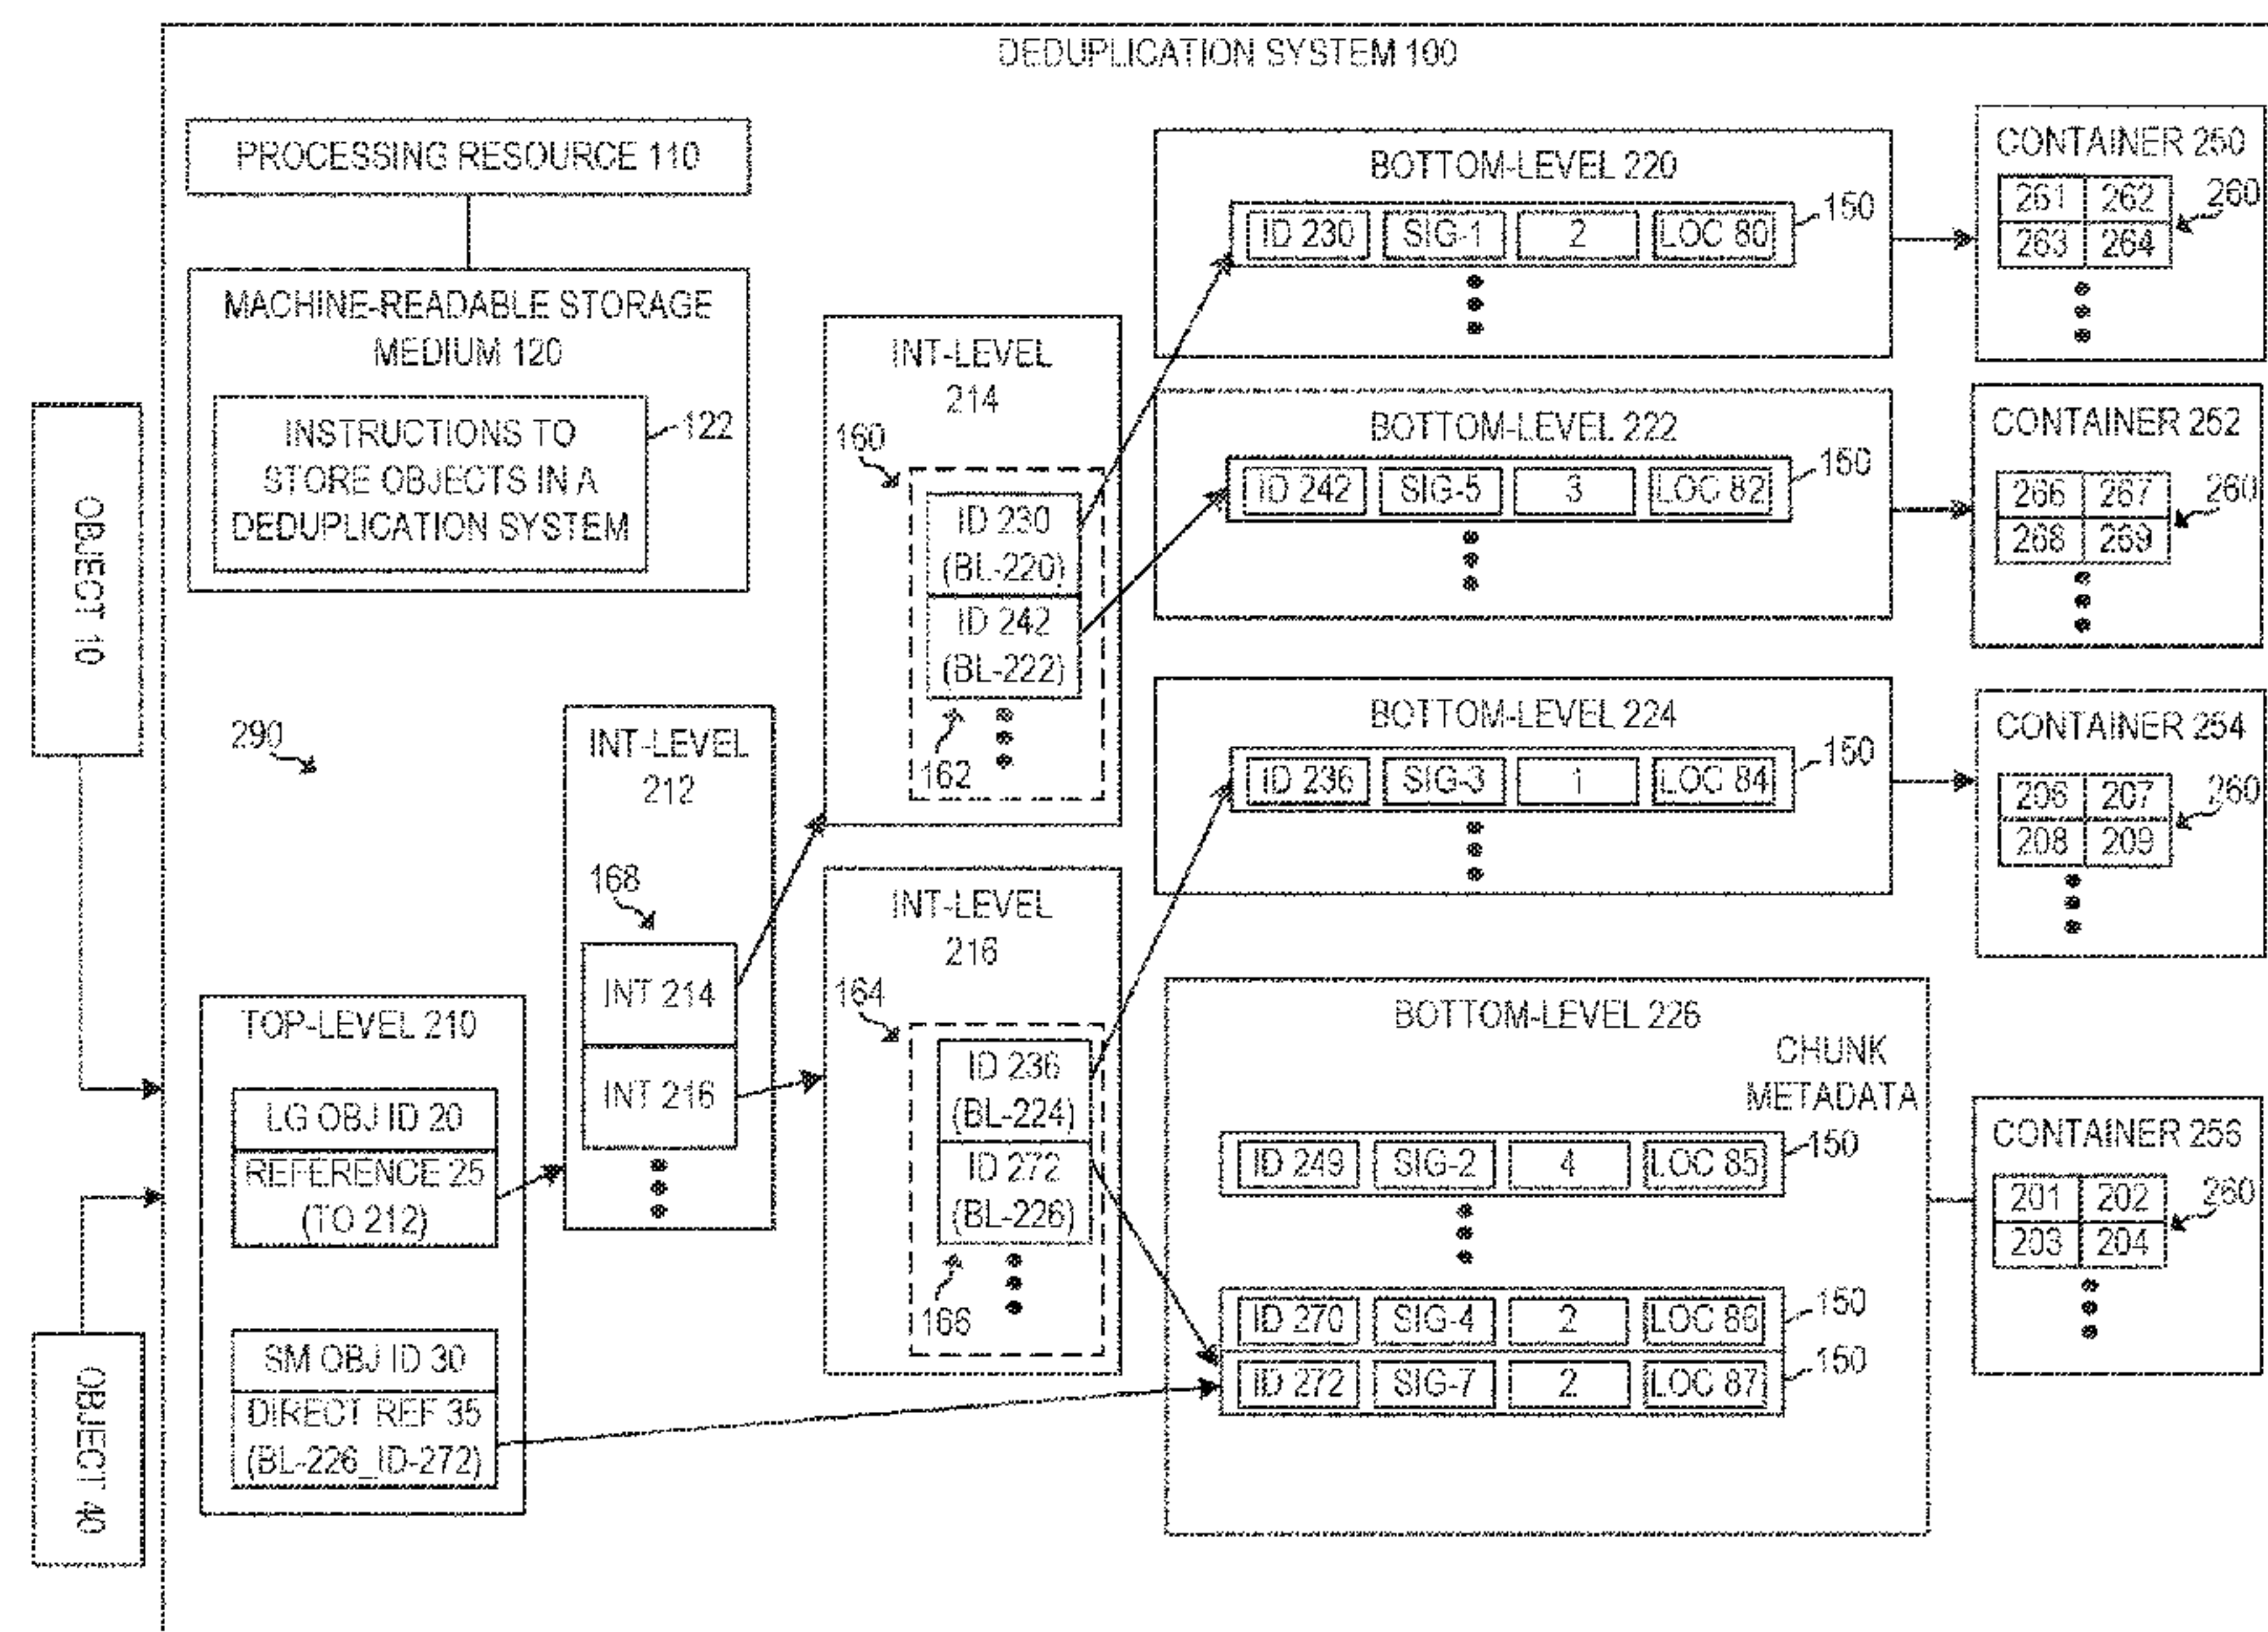 DEDUPLICATION SYSTEM 100
PROCESSING RESOURCE 110
MACHINE-READABLE STORAGE
MEDIUM 120
INSTRUCTIONS TO
STORE OBJECTS IN A
DEDUPLICATION SYSTEM
122
OBJECT 10
OBJECT 40
290
TOP-LEVEL 210
LG OBJ ID 20
REFERENCE 25
(TO 212)
SM OBJ ID 30
DIRECT REF 35
(BL-226_ID-272)
INT-LEVEL
212
168
INT 214
INT 216
INT-LEVEL
214
160
ID 230
(BL-220)
ID 242
(BL-222)
162
INT-LEVEL
216
164
ID 236
(BL-224)
ID 272
(BL-226)
166
BOTTOM-LEVEL 220
ID 230 SIG-1 2 LOC 80
150
BOTTOM-LEVEL 222
ID 242 SIG-5 3 LOC 82
150
BOTTOM-LEVEL 224
ID 236 SIG-3 1 LOC 84
150
BOTTOM-LEVEL 226
CHUNK
METADATA
ID 249 SIG-2 4 LOC 85
150
ID 270 SIG-4 2 LOC 86
150
ID 272 SIG-7 2 LOC 87
150
CONTAINER 250
261 262
263 264
260
CONTAINER 252
266 267
268 269
260
CONTAINER 254
206 207
208 209
260
CONTAINER 256
201 202
203 204
260